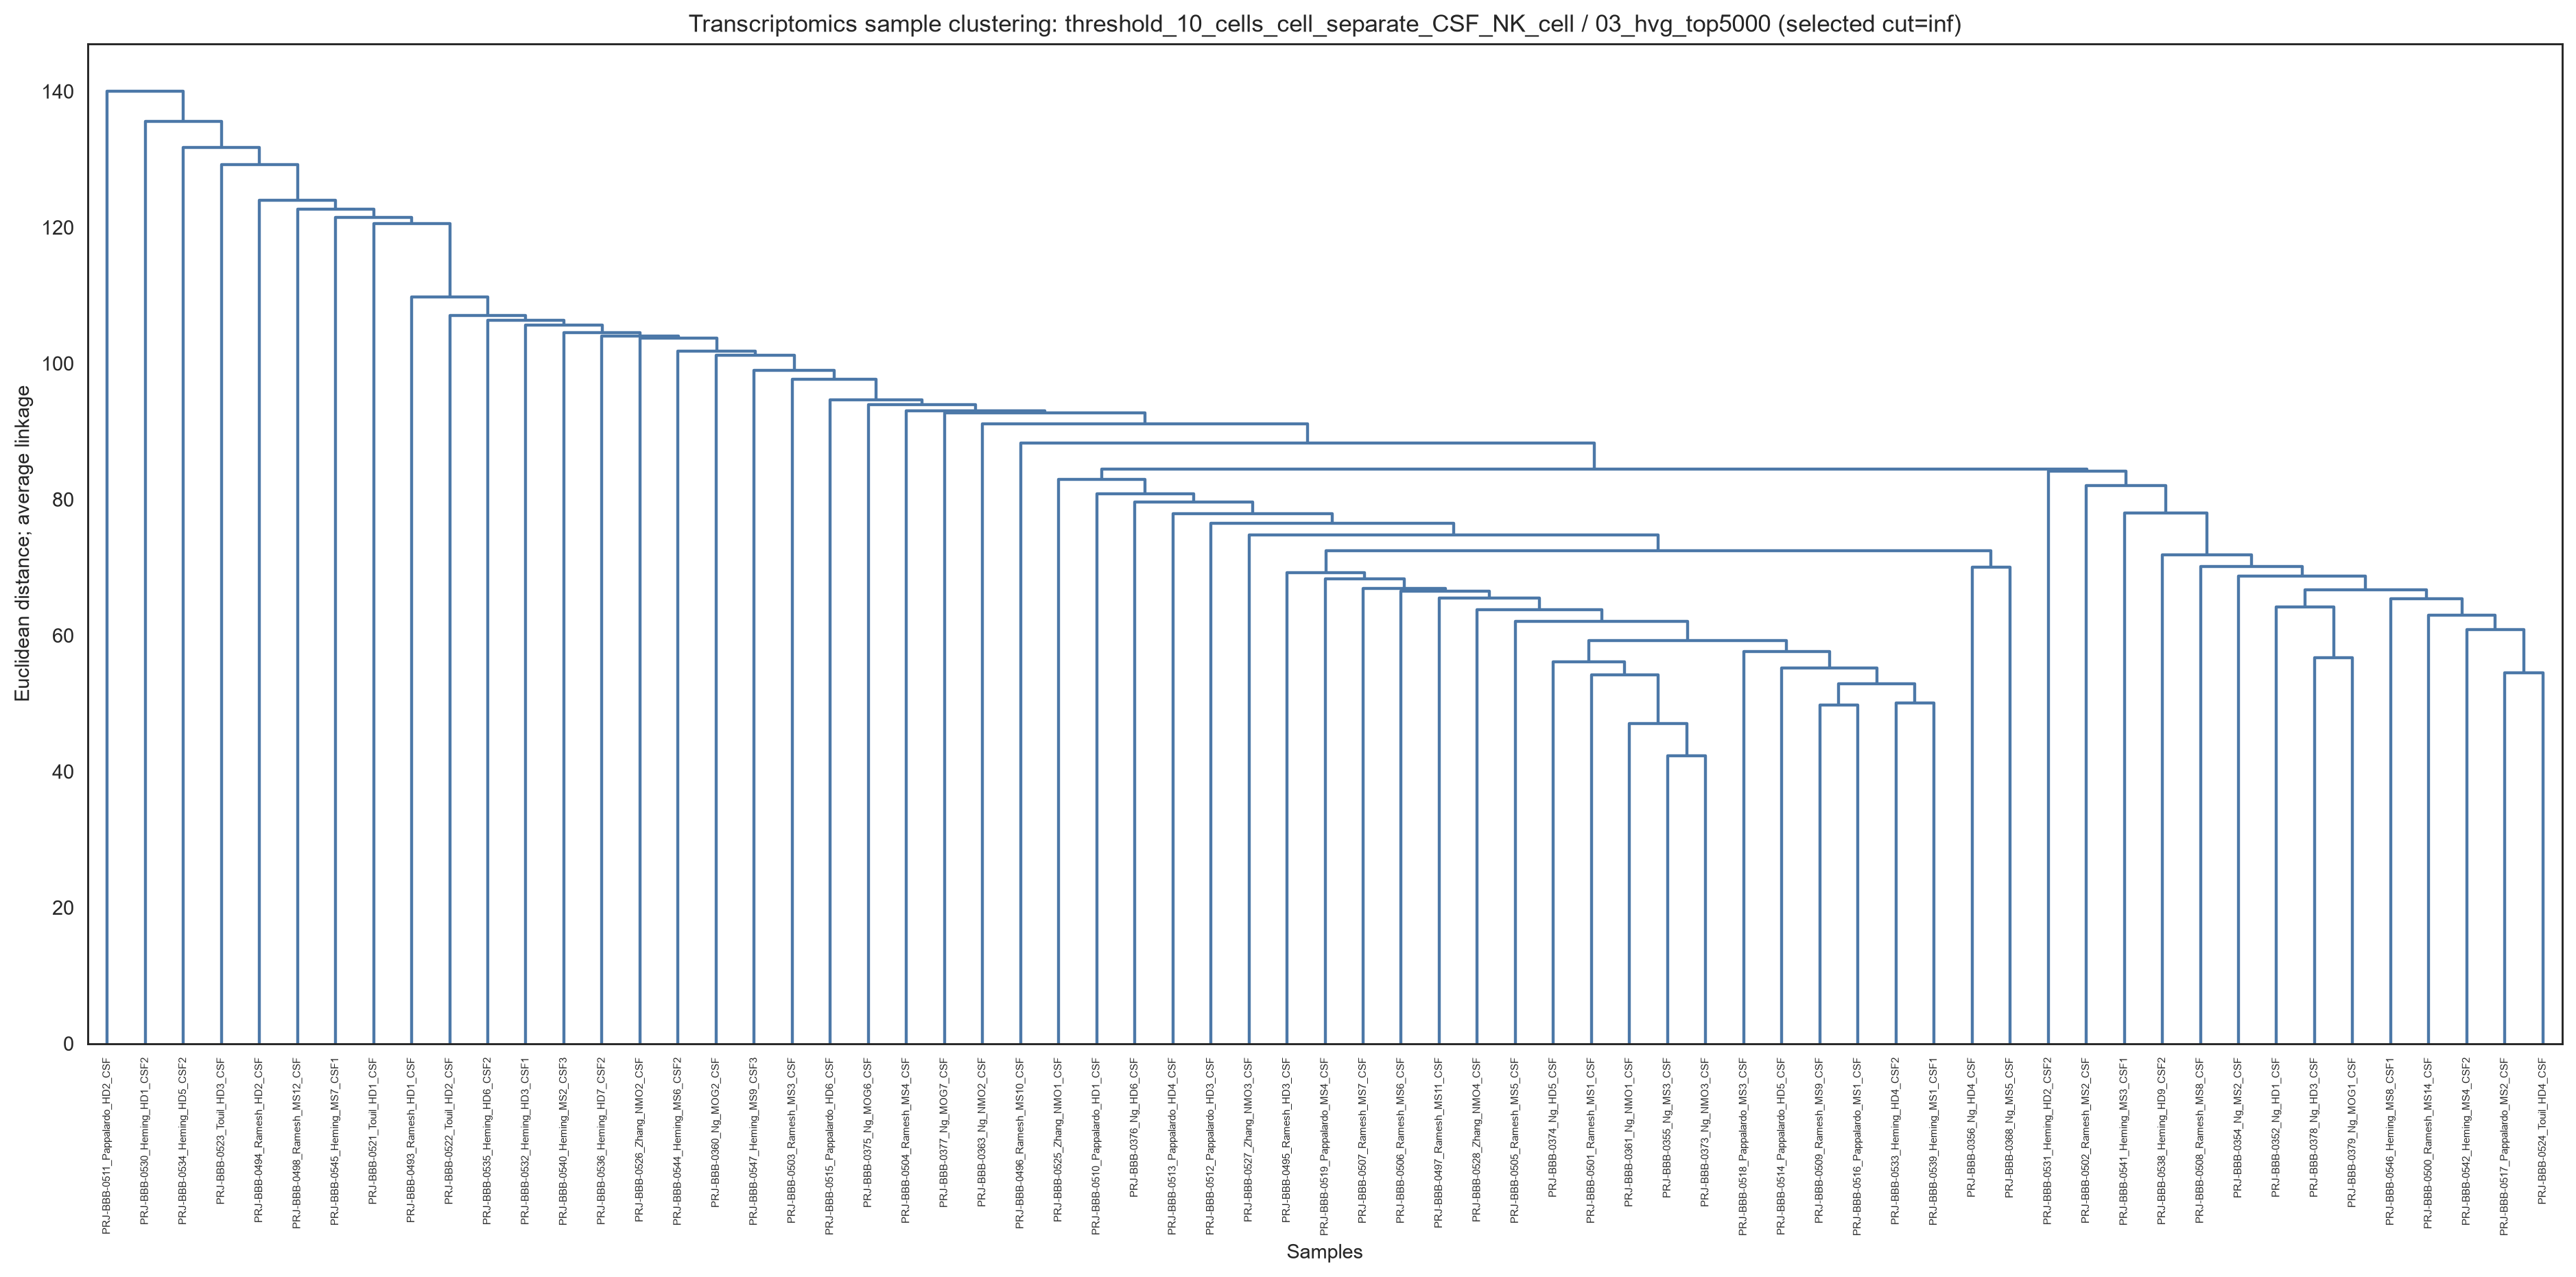 Transcriptomics sample clustering: threshold_10_cells_cell_separate_CSF_NK_cell / 03_hvg_top5000 (selected cut=inf)
Euclidean distance; average linkage
140
120
100
80
60
40
20
0
PRJ-BBB-0511_Pappalardo_HD2_CSF
PRJ-BBB-0530_Heming_HD1_CSF2
PRJ-BBB-0534_Heming_HD5_CSF2
PRJ-BBB-0523_Touil_HD3_CSF
PRJ-BBB-0494_Ramesh_HD2_CSF
PRJ-BBB-0498_Ramesh_MS12_CSF
PRJ-BBB-0545_Heming_MS7_CSF1
PRJ-BBB-0521_Touil_HD1_CSF
PRJ-BBB-0493_Ramesh_HD1_CSF
PRJ-BBB-0522_Touil_HD2_CSF
PRJ-BBB-0535_Heming_HD6_CSF2
PRJ-BBB-0532_Heming_HD3_CSF1
PRJ-BBB-0540_Heming_MS2_CSF3
PRJ-BBB-0536_Heming_HD7_CSF2
PRJ-BBB-0526_Zhang_NMO2_CSF
PRJ-BBB-0544_Heming_MS6_CSF2
PRJ-BBB-0360_Ng_MOG2_CSF
PRJ-BBB-0547_Heming_MS9_CSF3
PRJ-BBB-0503_Ramesh_MS3_CSF
PRJ-BBB-0515_Pappalardo_HD6_CSF
PRJ-BBB-0375_Ng_MOG6_CSF
PRJ-BBB-0504_Ramesh_MS4_CSF
PRJ-BBB-0377_Ng_MOG7_CSF
PRJ-BBB-0363_Ng_NMO2_CSF
PRJ-BBB-0496_Ramesh_MS10_CSF
PRJ-BBB-0525_Zhang_NMO1_CSF
PRJ-BBB-0510_Pappalardo_HD1_CSF
PRJ-BBB-0376_Ng_HD6_CSF
PRJ-BBB-0513_Pappalardo_HD4_CSF
PRJ-BBB-0512_Pappalardo_HD3_CSF
PRJ-BBB-0527_Zhang_NMO3_CSF
PRJ-BBB-0495_Ramesh_HD3_CSF
PRJ-BBB-0519_Pappalardo_MS4_CSF
PRJ-BBB-0507_Ramesh_MS7_CSF
PRJ-BBB-0506_Ramesh_MS6_CSF
PRJ-BBB-0497_Ramesh_MS11_CSF
PRJ-BBB-0528_Zhang_NMO4_CSF
PRJ-BBB-0505_Ramesh_MS5_CSF
PRJ-BBB-0374_Ng_HD5_CSF
PRJ-BBB-0501_Ramesh_MS1_CSF
PRJ-BBB-0361_Ng_NMO1_CSF
PRJ-BBB-0355_Ng_MS3_CSF
PRJ-BBB-0373_Ng_NMO3_CSF
PRJ-BBB-0518_Pappalardo_MS3_CSF
PRJ-BBB-0514_Pappalardo_HD5_CSF
PRJ-BBB-0509_Ramesh_MS9_CSF
PRJ-BBB-0516_Pappalardo_MS1_CSF
PRJ-BBB-0533_Heming_HD4_CSF2
PRJ-BBB-0539_Heming_MS1_CSF1
PRJ-BBB-0356_Ng_HD4_CSF
PRJ-BBB-0368_Ng_MS5_CSF
PRJ-BBB-0531_Heming_HD2_CSF2
PRJ-BBB-0502_Ramesh_MS2_CSF
PRJ-BBB-0541_Heming_MS3_CSF1
PRJ-BBB-0538_Heming_HD9_CSF2
PRJ-BBB-0508_Ramesh_MS8_CSF
PRJ-BBB-0354_Ng_MS2_CSF
PRJ-BBB-0352_Ng_HD1_CSF
PRJ-BBB-0378_Ng_HD3_CSF
PRJ-BBB-0379_Ng_MOG1_CSF
PRJ-BBB-0546_Heming_MS8_CSF1
PRJ-BBB-0500_Ramesh_MS14_CSF
PRJ-BBB-0542_Heming_MS4_CSF2
PRJ-BBB-0517_Pappalardo_MS2_CSF
PRJ-BBB-0524_Touil_HD4_CSF
Samples